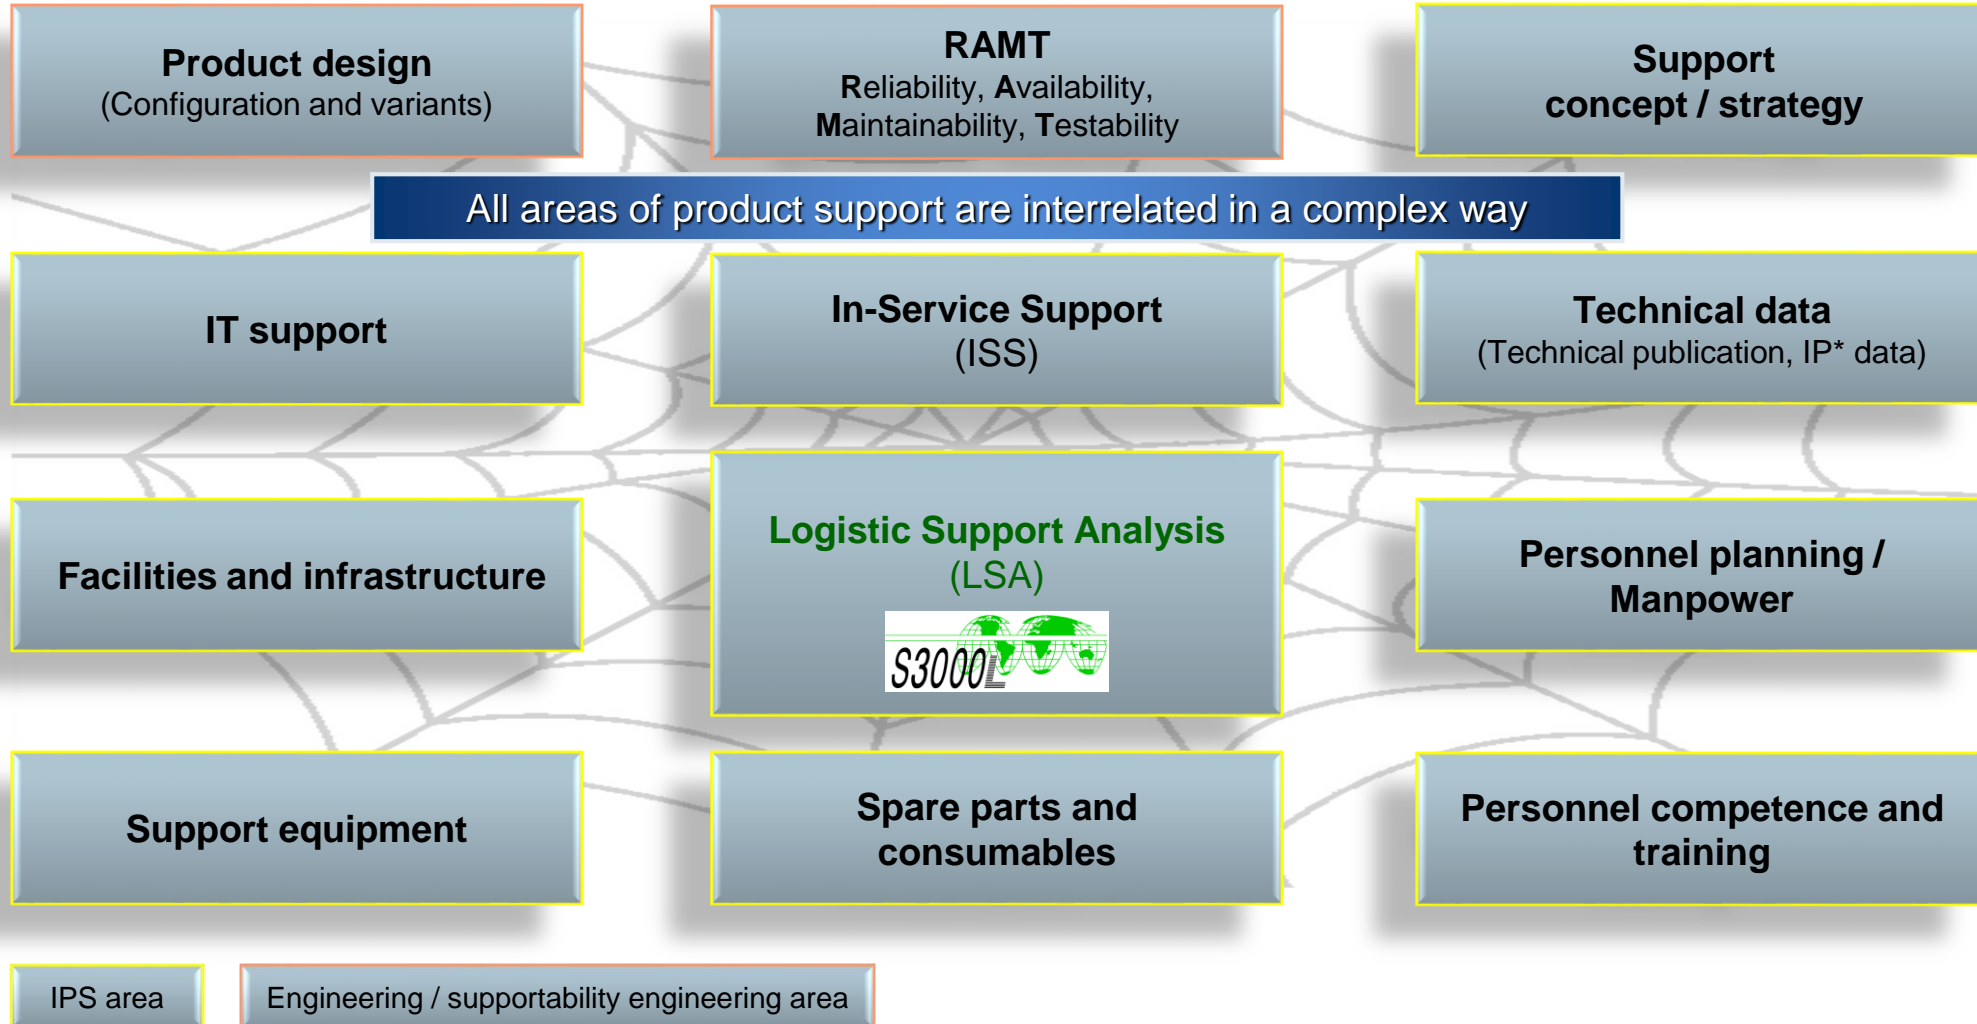 Product design
(Configuration and variants)
RAMT
Reliability, Availability,
Maintainability, Testability
Support
concept / strategy
All areas of product support are interrelated in a complex way
IT support
In-Service Support
(ISS)
Technical data
(Technical publication, IP* data)
Facilities and infrastructure
Logistic Support Analysis
(LSA)
S3000L
Personnel planning /
Manpower
Support equipment
Spare parts and
consumables
Personnel competence and
training
IPS area
Engineering / supportability engineering area